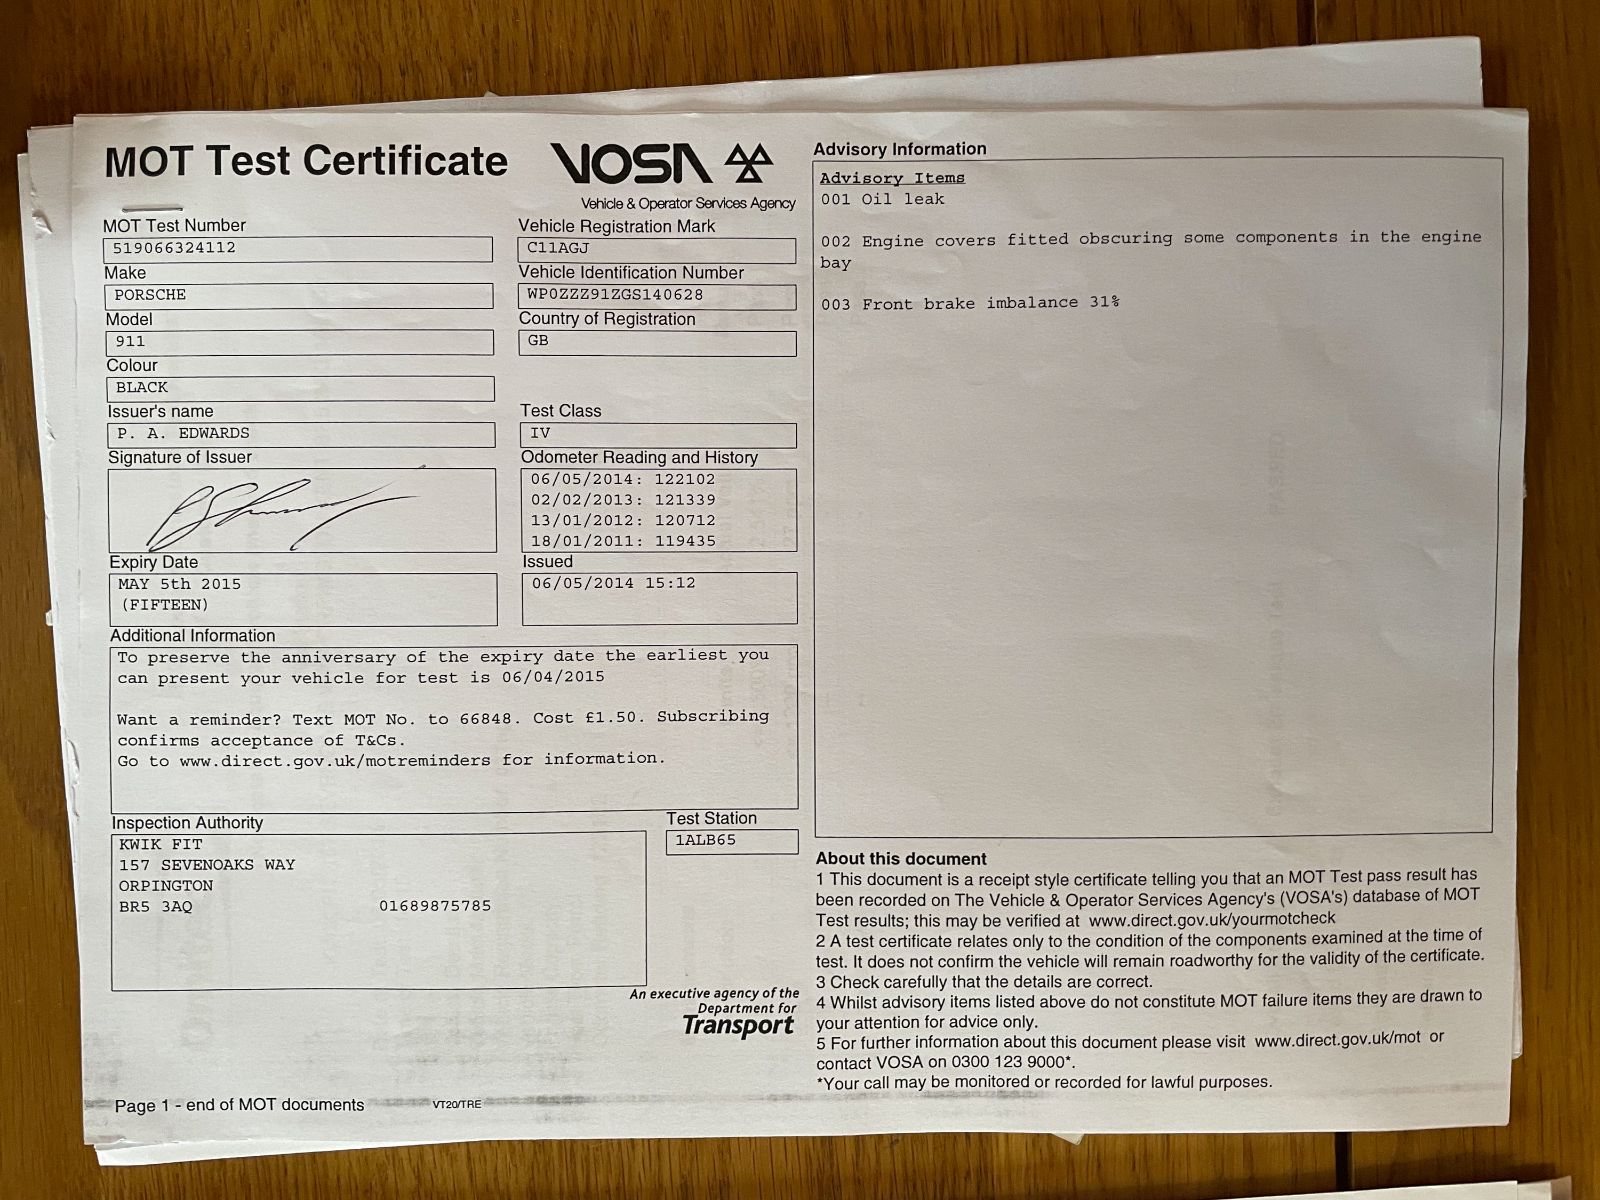 MOT Test Certificate
VOSA
Vehicle & Operator Services Agency
MOT Test Number
519066324112
Vehicle Registration Mark
C11AGJ
Make
PORSCHE
Vehicle Identification Number
WP0ZZZ91ZGS140628
Model
911
Country of Registration
GB
Colour
BLACK
Issuer's name
P. A. EDWARDS
Test Class
IV
Signature of Issuer
Odometer Reading and History
06/05/2014: 122102
02/02/2013: 121339
13/01/2012: 120712
18/01/2011: 119435
Expiry Date
MAY 5th 2015
(FIFTEEN)
Issued
06/05/2014 15:12
Additional Information
To preserve the anniversary of the expiry date the earliest you
can present your vehicle for test is 06/04/2015
Want a reminder? Text MOT No. to 66848. Cost £1.50. Subscribing
confirms acceptance of T&Cs.
Go to www.direct.gov.uk/motreminders for information.
Inspection Authority
KWIK FIT
157 SEVENOAKS WAY
ORPINGTON
BR5 3AQ 01689875785
Test Station
1ALB65
An executive agency of the
Department for
Transport
Page 1 - end of MOT documents VT20/TRE
Advisory Information
Advisory Items
001 Oil leak
002 Engine covers fitted obscuring some components in the engine
bay
003 Front brake imbalance 31%
About this document
1 This document is a receipt style certificate telling you that an MOT Test pass result has
been recorded on The Vehicle & Operator Services Agency's (VOSA's) database of MOT
Test results; this may be verified at www.direct.gov.uk/yourmotcheck
2 A test certificate relates only to the condition of the components examined at the time of
test. It does not confirm the vehicle will remain roadworthy for the validity of the certificate.
3 Check carefully that the details are correct.
4 Whilst advisory items listed above do not constitute MOT failure items they are drawn to
your attention for advice only.
5 For further information about this document please visit www.direct.gov.uk/mot or
contact VOSA on 0300 123 9000*.
*Your call may be monitored or recorded for lawful purposes.